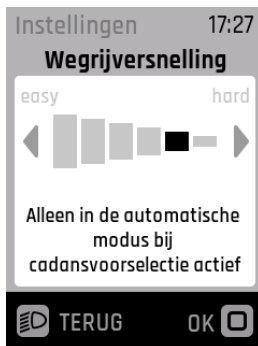 Instellingen 17:27
Wegrijversnelling
easy hard
Alleen in de automatische
modus bij
cadansvoorselectie actief
TERUG OK